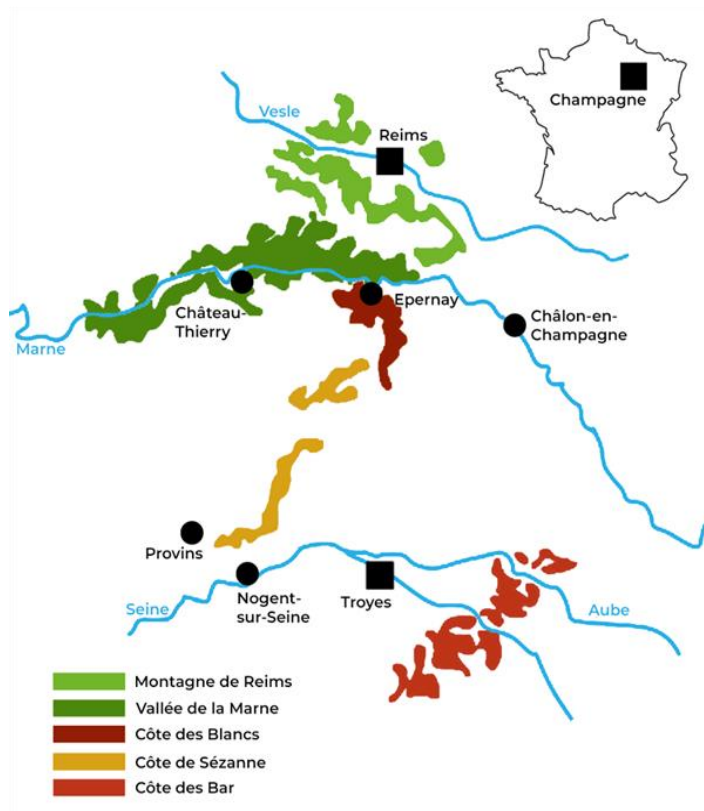 Champagne
Vesle
Reims
Château-
Thierry
Epernay
Châlon-en-
Champagne
Marne
Provins
Seine
Nogent-
sur-Seine
Troyes
Aube
Montagne de Reims
Vallée de la Marne
Côte des Blancs
Côte de Sézanne
Côte des Bar